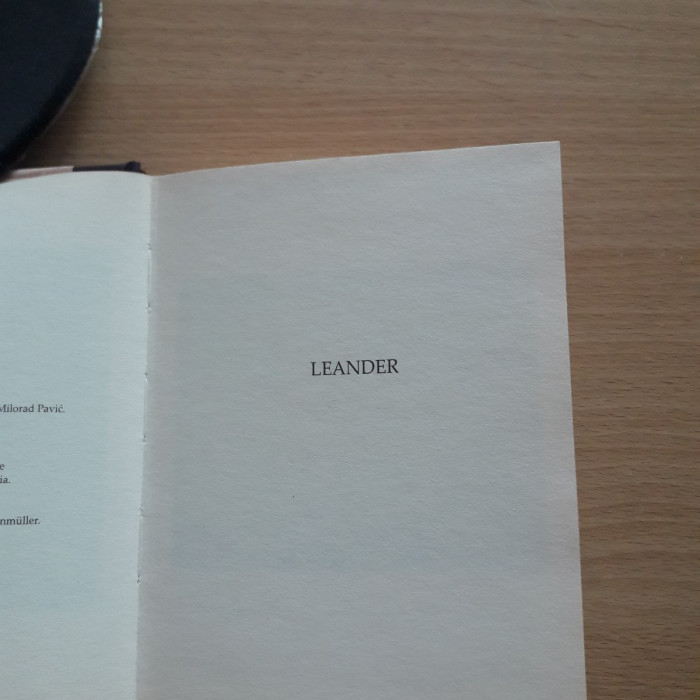 Milorad Pavić.
e
ia.
nmüller.
LEANDER